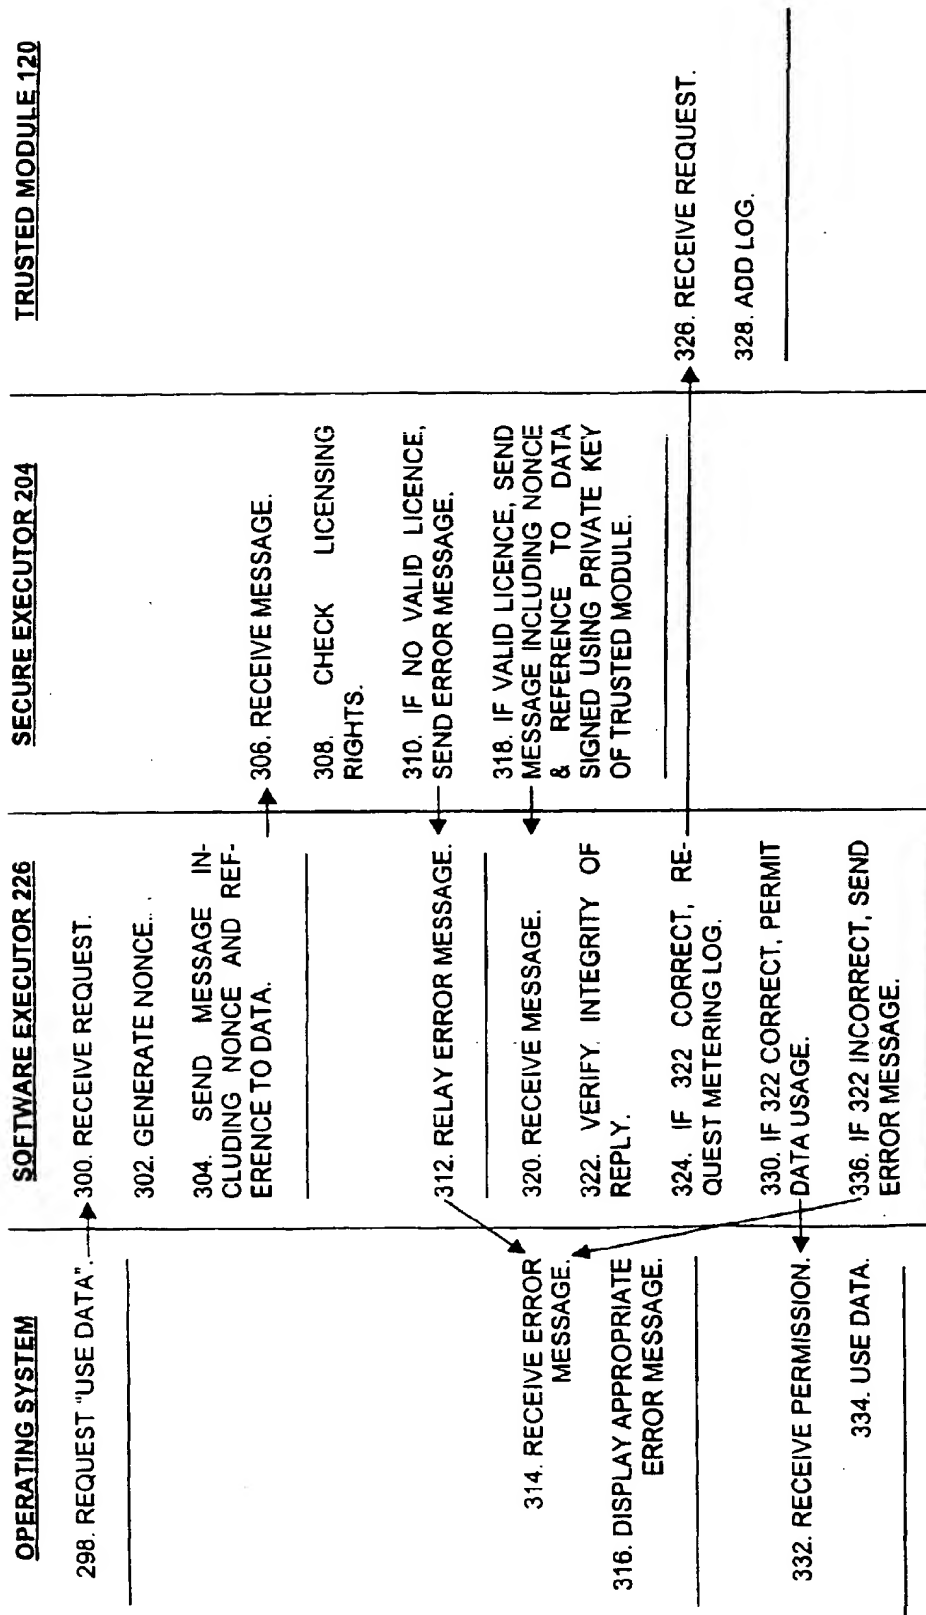 OPERATING SYSTEM
298. REQUEST "USE DATA".
314. RECEIVE ERROR
MESSAGE.
316. DISPLAY APPROPRIATE
ERROR MESSAGE.
332. RECEIVE PERMISSION.
334. USE DATA.
SOFTWARE EXECUTOR 226
300. RECEIVE REQUEST.
302. GENERATE NONCE.
304. SEND MESSAGE IN-
CLUDING NONCE AND REF-
ERENCE TO DATA.
312. RELAY ERROR MESSAGE.
320. RECEIVE MESSAGE.
322. VERIFY INTEGRITY OF
REPLY.
324. IF 322 CORRECT, RE-
QUEST METERING LOG.
330. IF 322 CORRECT, PERMIT
DATA USAGE.
336. IF 322 INCORRECT, SEND
ERROR MESSAGE.
SECURE EXECUTOR 204
306. RECEIVE MESSAGE.
308. CHECK LICENSING
RIGHTS.
310. IF NO VALID LICENCE,
SEND ERROR MESSAGE.
318. IF VALID LICENCE, SEND
MESSAGE INCLUDING NONCE
& REFERENCE TO DATA
SIGNED USING PRIVATE KEY
OF TRUSTED MODULE.
TRUSTED MODULE 120
326. RECEIVE REQUEST.
328. ADD LOG.